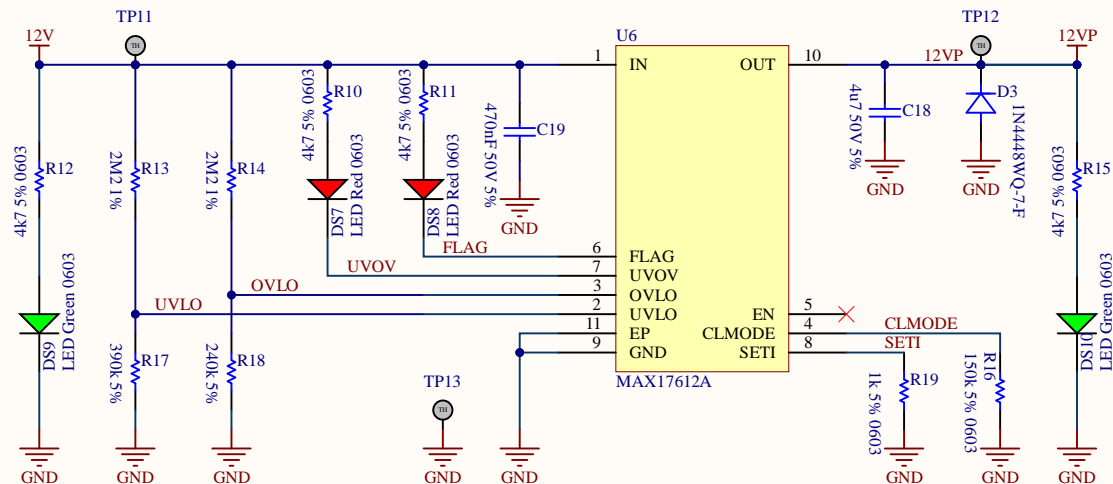 TP11
TP12
12V
U6
12VP
12VP
TH
TH
1
IN
OUT
10
R10
4k7 5% 0603
R11
4k7 5% 0603
C19
470nF 50V 5%
C18
4u7 50V 5%
D3
1N4448WQ-7-F
R12
4k7 5% 0603
R13
2M2 1%
R14
2M2 1%
R15
4k7 5% 0603
DS7
LED Red 0603
DS8
LED Red 0603
GND
GND
GND
FLAG
6
FLAG
UVOV
7
UVOV
OVLO
3
OVLO
UVLO
2
UVLO
11
EP
9
GND
EN
5
CLMODE
4
CLMODE
SETI
8
SETI
MAX17612A
DS9
LED Green 0603
DS10
LED Green 0603
R17
390k 5%
R18
240k 5%
R19
1k 5% 0603
R16
150k 5% 0603
TP13
TH
GND
GND
GND
GND
GND
GND
GND
GND